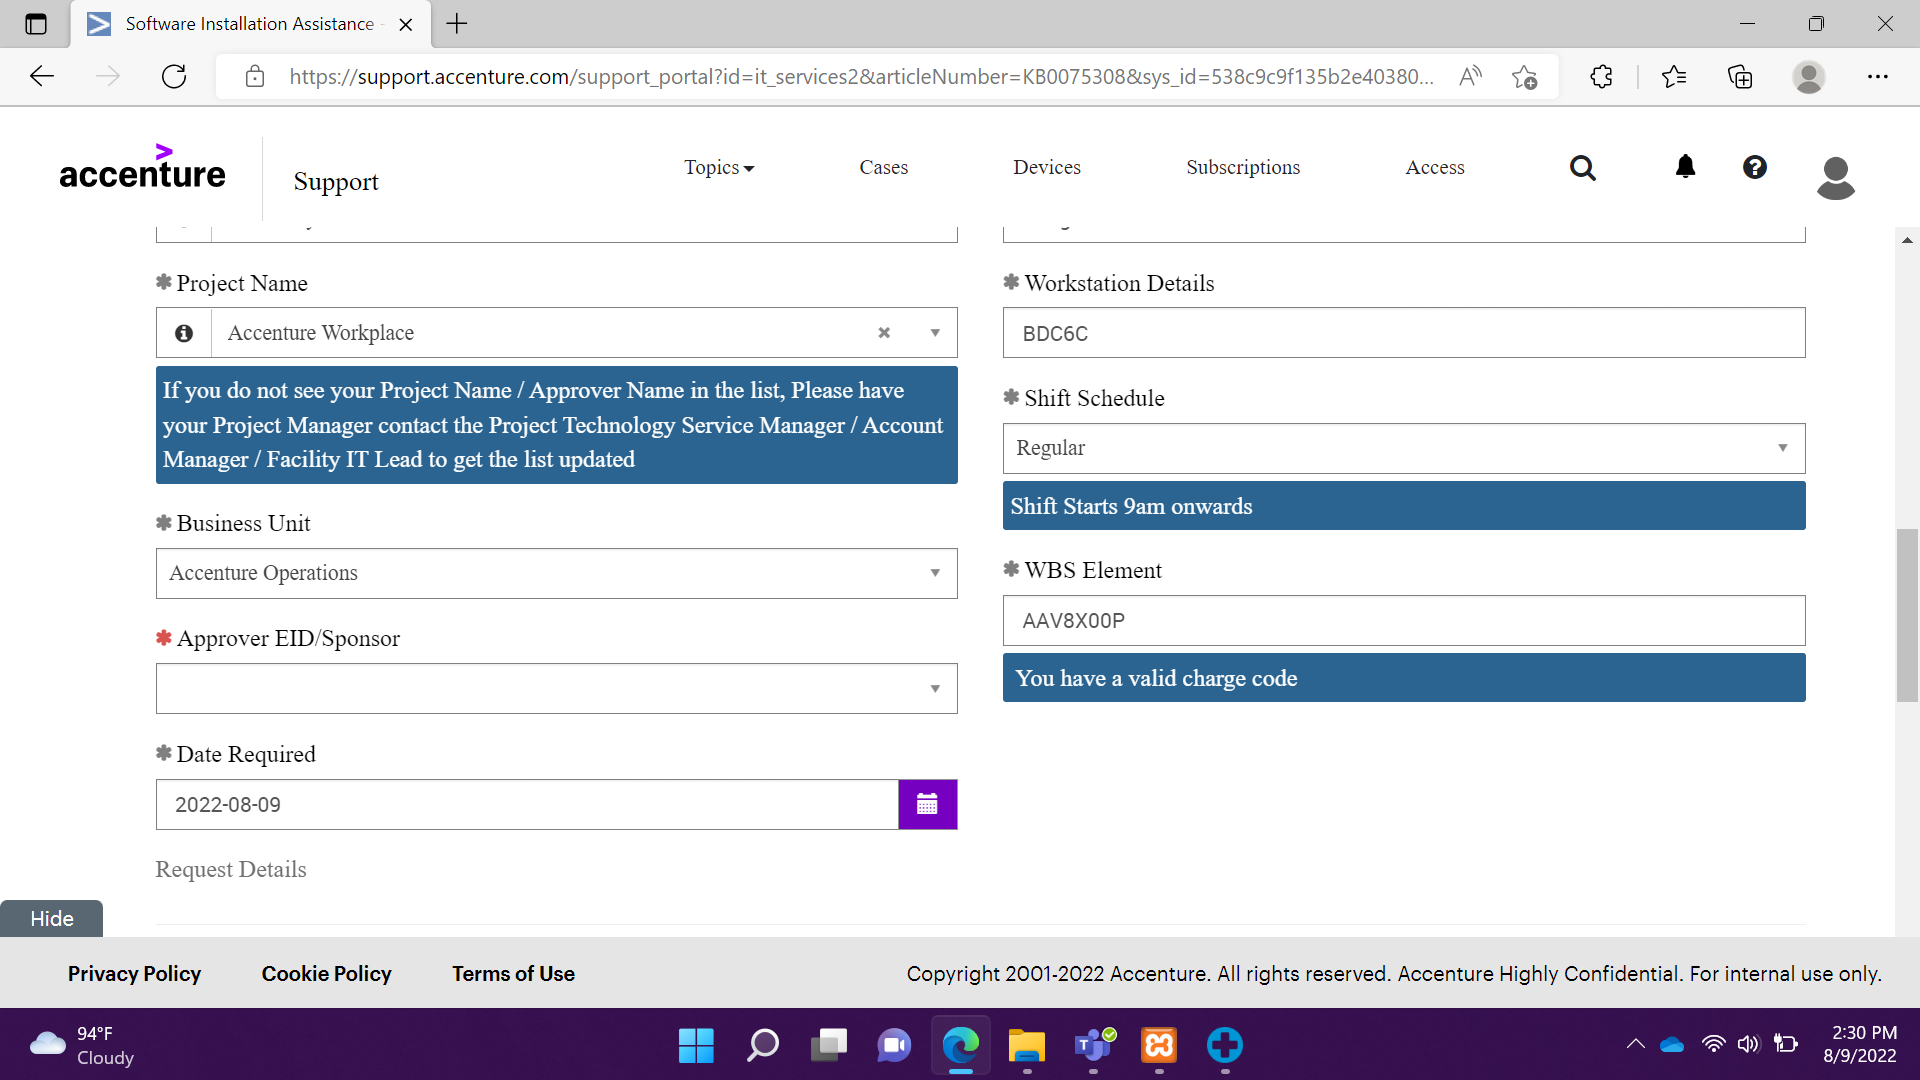 Software Installation Assistance -
https://support.accenture.com/support_portal?id=it_services2&articleNumber=KB0075308&sys_id=538c9c9f135b2e40380...
accenture
Support
Topics
Cases
Devices
Subscriptions
Access
Project Name
Accenture Workplace
If you do not see your Project Name / Approver Name in the list, Please have
your Project Manager contact the Project Technology Service Manager / Account
Manager / Facility IT Lead to get the list updated
Business Unit
Accenture Operations
Approver EID/Sponsor
Date Required
2022-08-09
Workstation Details
BDC6C
Shift Schedule
Regular
Shift Starts 9am onwards
WBS Element
AAV8X00P
You have a valid charge code
Request Details
Hide
Privacy Policy
Cookie Policy
Terms of Use
Copyright 2001-2022 Accenture. All rights reserved. Accenture Highly Confidential. For internal use only.
94°F
Cloudy
2:30 PM
8/9/2022